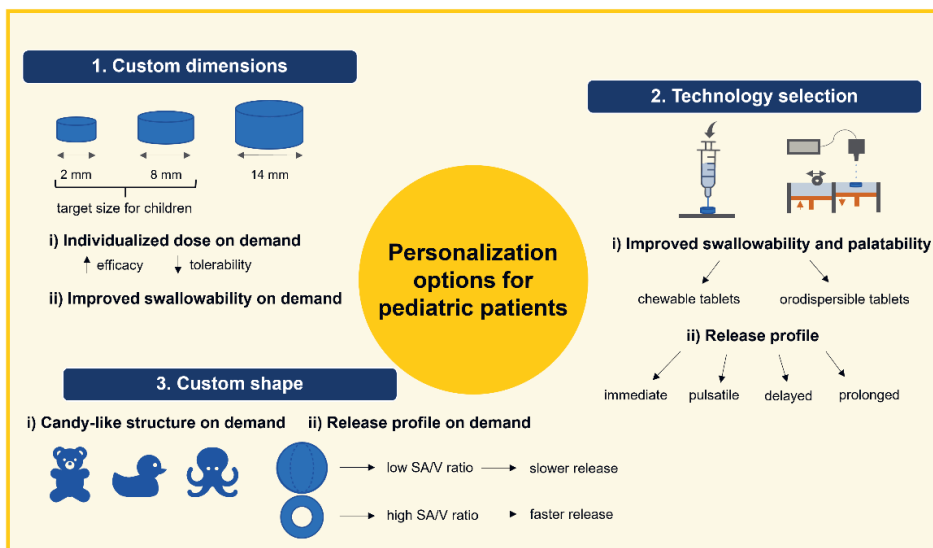 1. Custom dimensions
2 mm
8 mm
14 mm
target size for children
i) Individualized dose on demand
efficacy
tolerability
ii) Improved swallowability on demand
Personalization
options for
pediatric patients
2. Technology selection
i) Improved swallowability and palatability
chewable tablets
orodispersible tablets
ii) Release profile
immediate
pulsatile
delayed
prolonged
3. Custom shape
i) Candy-like structure on demand
ii) Release profile on demand
low SA/V ratio
slower release
high SA/V ratio
faster release